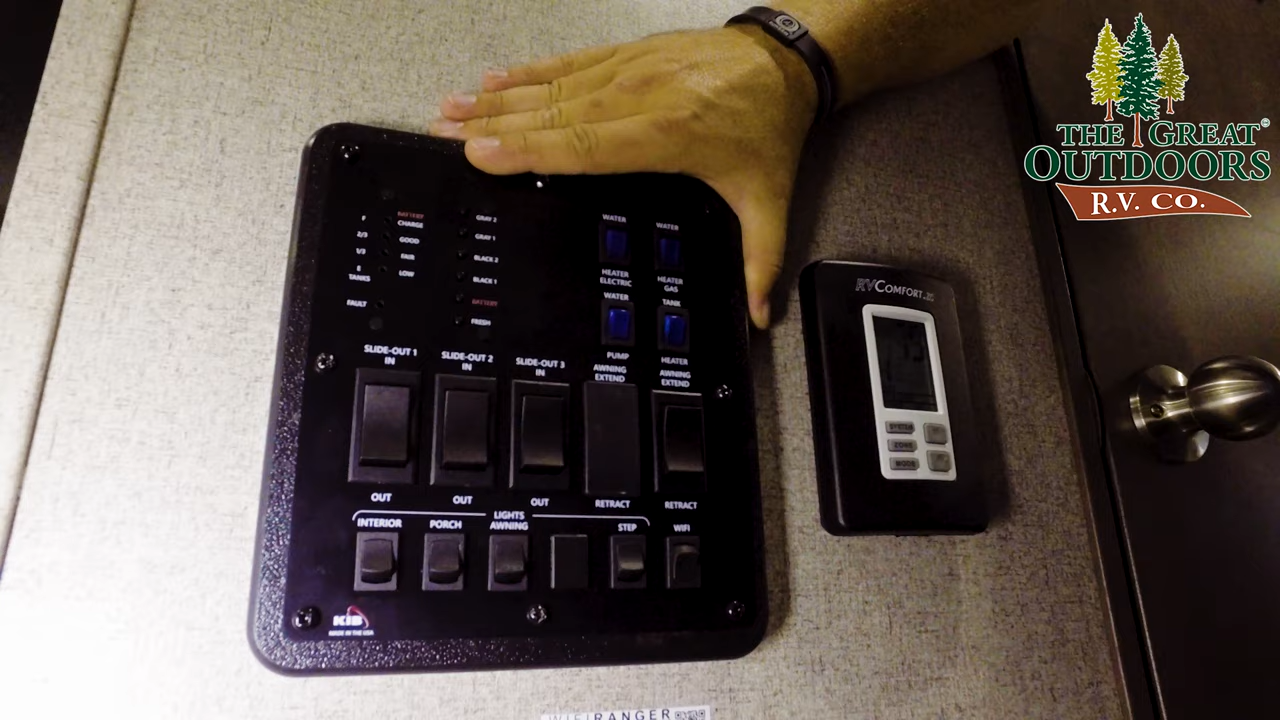 THE GREAT
OUTDOORS
R.V. CO.
F
2/3
1/3
E
TANKS
FAULT
BATTERY
CHARGE
GOOD
FAIR
LOW
GRAY 2
GRAY 1
BLACK 2
BLACK 1
BATTERY
FRESH
WATER
HEATER
ELECTRIC
WATER
HEATER
GAS
WATER
PUMP
TANK
HEATER
SLIDE-OUT 1
IN
OUT
SLIDE-OUT 2
IN
OUT
SLIDE-OUT 3
IN
OUT
AWNING
EXTEND
RETRACT
AWNING
EXTEND
RETRACT
LIGHTS
INTERIOR
PORCH
AWNING
STEP
WIFI
KIB
MADE IN THE USA
RVCOMFORT
SYSTEM
ZONE
MODE
WIFIRANGER